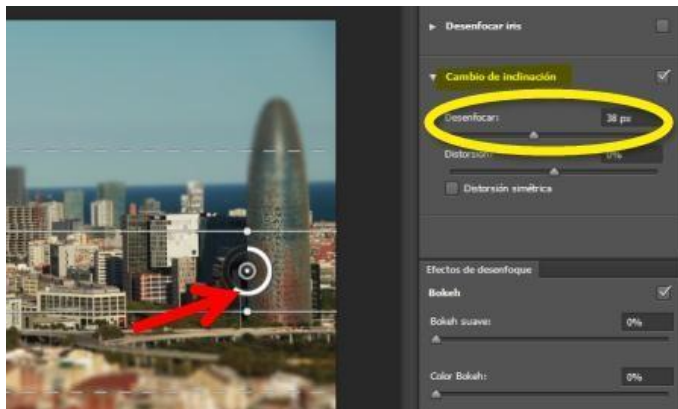 Desenfocar iris
Cambio de inclinación
Desenfocar: 38 px
Distorsión: 0%
Distorsión simétrica
Efectos de desenfoque
Bokeh
Bokeh suave: 0%
Color Bokeh: 0%